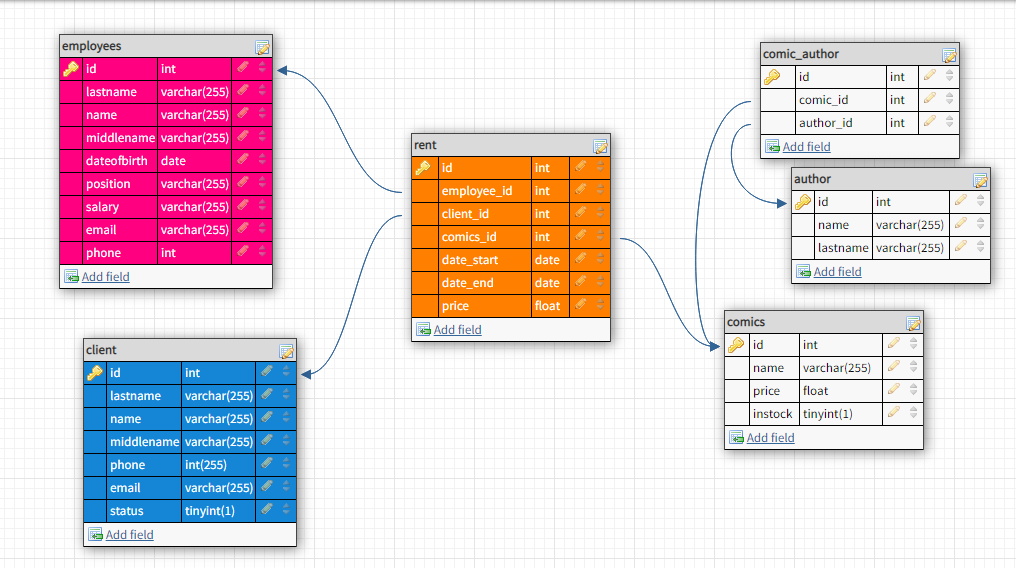 employees
id int
lastname varchar(255)
name varchar(255)
middlename varchar(255)
dateofbirth date
position varchar(255)
salary varchar(255)
email varchar(255)
phone int
Add field
client
id int
lastname varchar(255)
name varchar(255)
middlename varchar(255)
phone int(255)
email varchar(255)
status tinyint(1)
Add field
rent
id int
employee_id int
client_id int
comics_id int
date_start date
date_end date
price float
Add field
comic_author
id int
comic_id int
author_id int
Add field
author
id int
name varchar(255)
lastname varchar(255)
Add field
comics
id int
name varchar(255)
price float
instock tinyint(1)
Add field